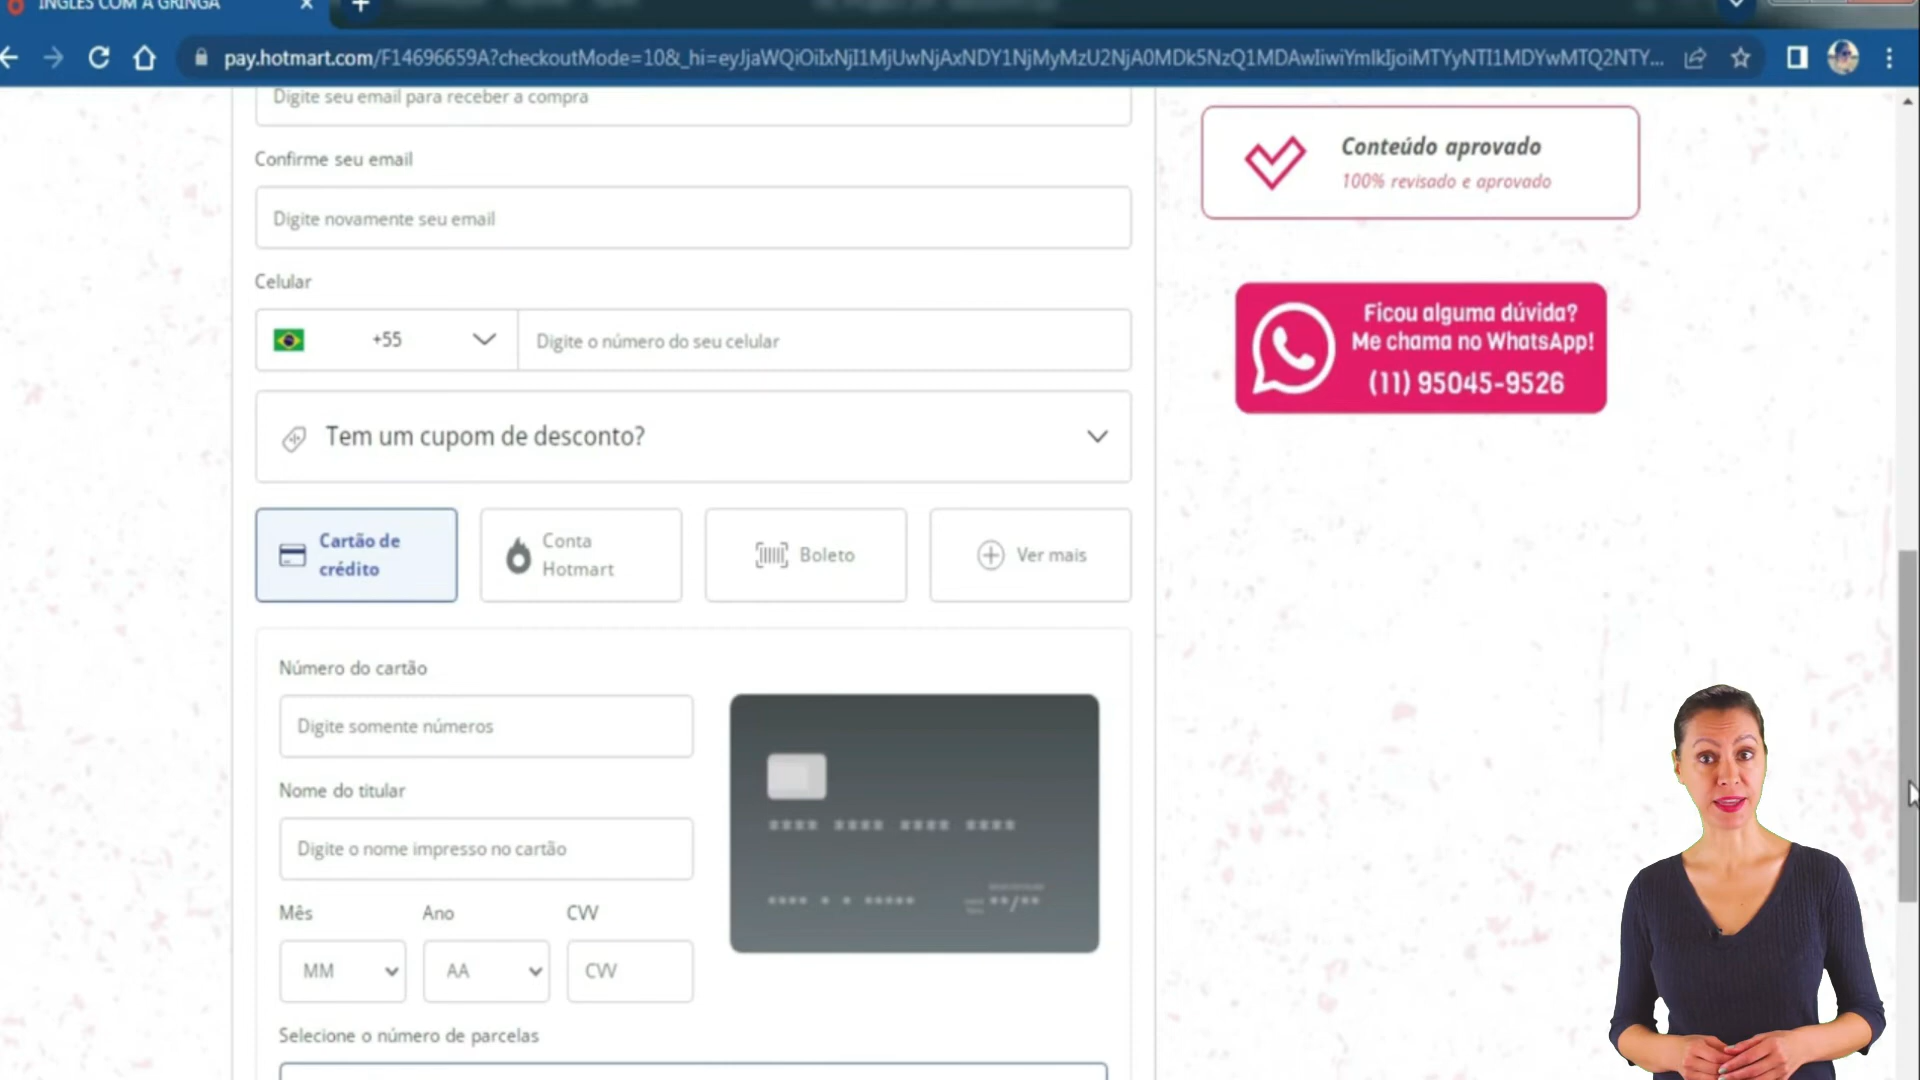 INGLÊS COM A GRINGA
pay.hotmart.com/F14696659A?checkoutMode=10&_hi=eyJjaWQiOiIxNjI1MjUwNjAxNDY1NjMyMzU2NjA0MDk5NzQ1MDAwIiwiYmlkIjoiMTYyNTI1MDYwMTQ2NTY...
Digite seu email para receber a compra
Confirme seu email
Digite novamente seu email
Celular
+55
Digite o número do seu celular
Tem um cupom de desconto?
Cartão de
crédito
Conta
Hotmart
Boleto
Ver mais
Número do cartão
Digite somente números
Nome do titular
Digite o nome impresso no cartão
Mês
Ano
CVV
MM
AA
CVV
Selecione o número de parcelas
Conteúdo aprovado
100% revisado e aprovado
Ficou alguma dúvida?
Me chama no WhatsApp!
(11) 95045-9526